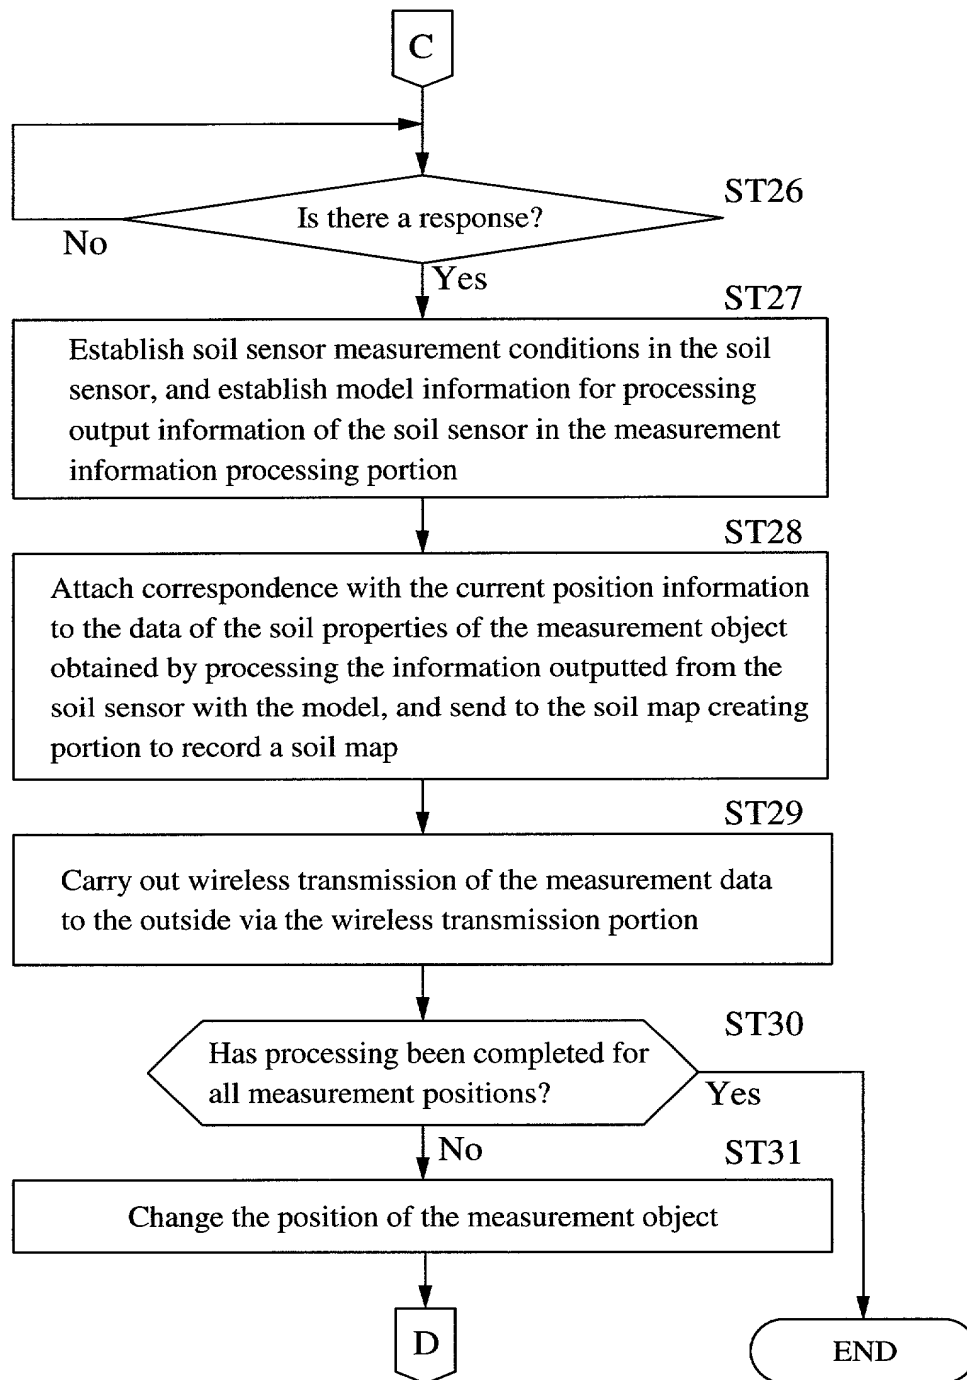 C
ST26
Is there a response?
No
Yes
ST27
Establish soil sensor measurement conditions in the soil
sensor, and establish model information for processing
output information of the soil sensor in the measurement
information processing portion
ST28
Attach correspondence with the current position information
to the data of the soil properties of the measurement object
obtained by processing the information outputted from the
soil sensor with the model, and send to the soil map creating
portion to record a soil map
ST29
Carry out wireless transmission of the measurement data
to the outside via the wireless transmission portion
ST30
Has processing been completed for
all measurement positions?
Yes
No
ST31
Change the position of the measurement object
D
END